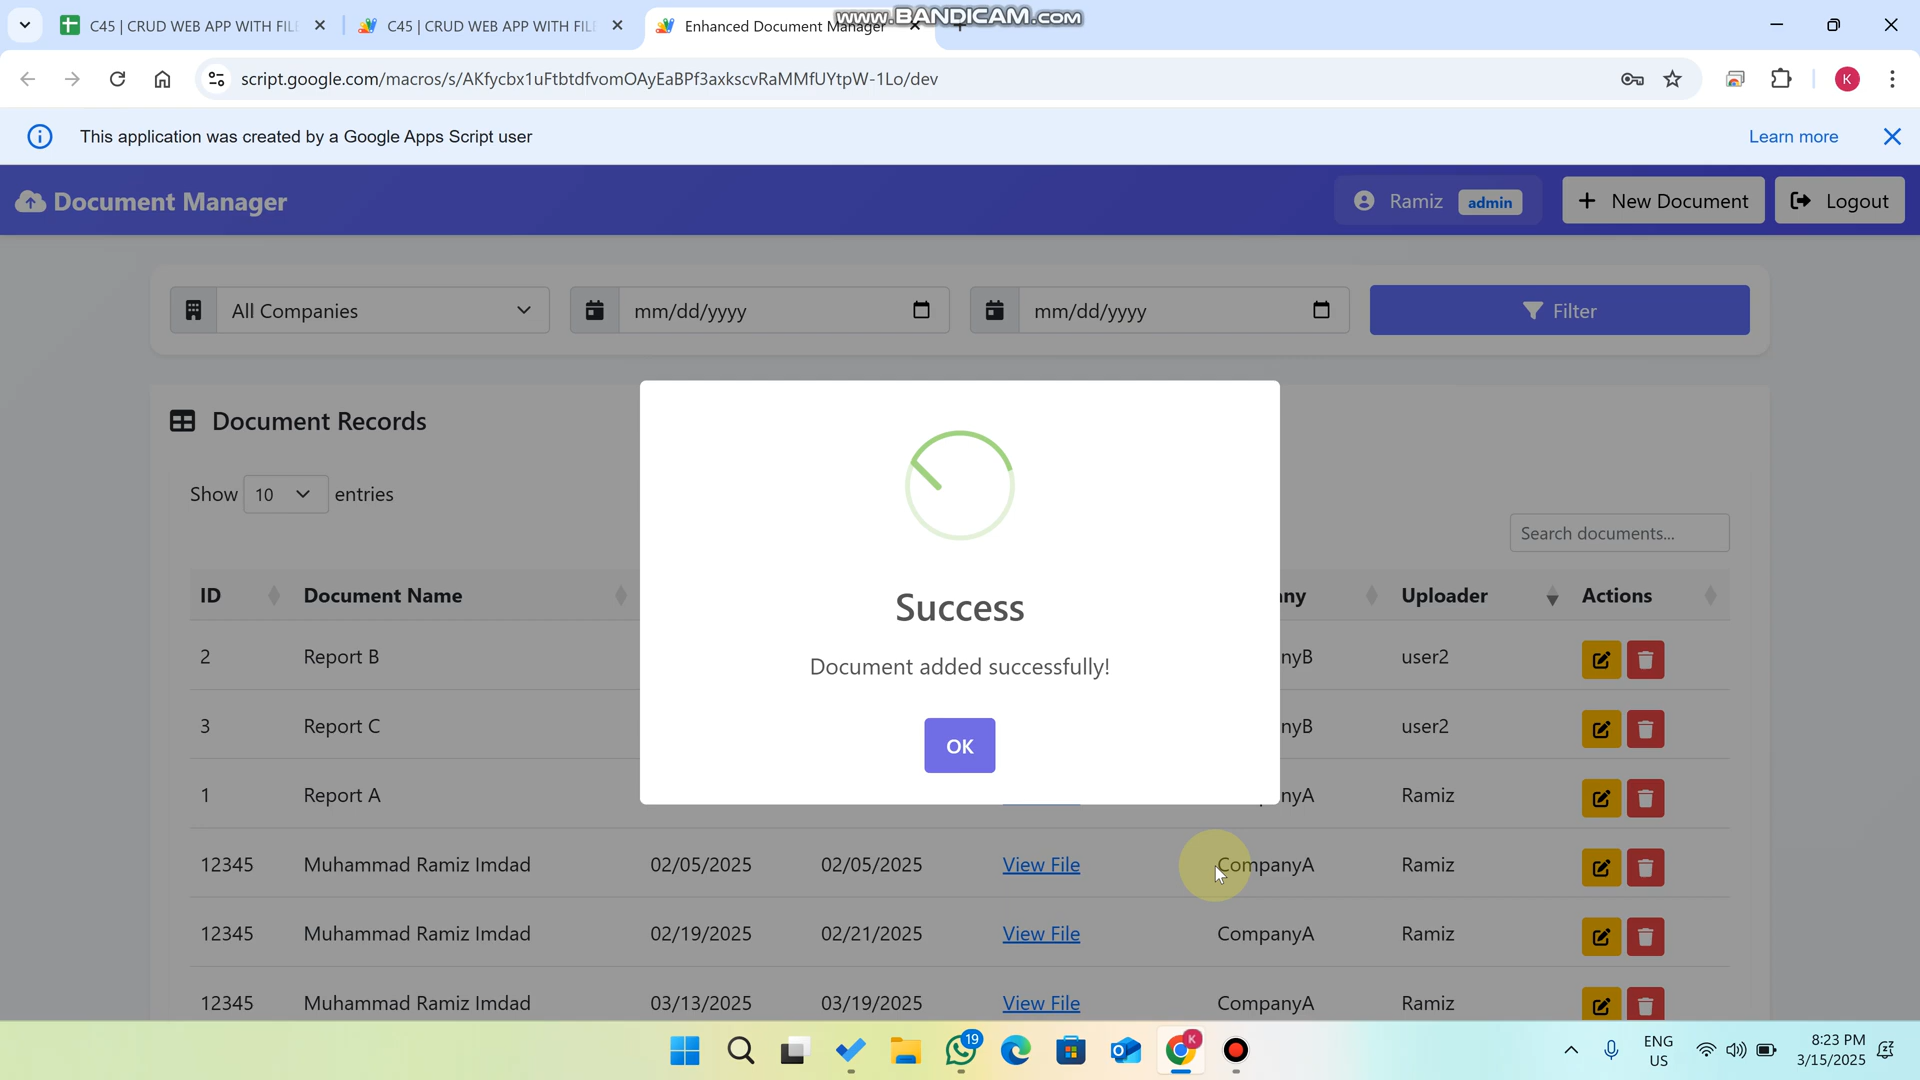 C45 | CRUD WEB APP WITH FIL
C45 | CRUD WEB APP WITH FIL
Enhanced Document Manager
www.BANDICAM.com
script.google.com/macros/s/AKfycbx1uFtbtdfvomOAyEaBPf3axkscvRaMMfUYtpW-1Lo/dev
K
This application was created by a Google Apps Script user
Learn more
Document Manager
Ramiz admin
New Document
Logout
All Companies
mm/dd/yyyy
mm/dd/yyyy
Filter
Document Records
Show 10 entries
Search documents...
ID Document Name ny Uploader Actions
2 Report B nyB user2
3 Report C nyB user2
1 Report A nyA Ramiz
Success
Document added successfully!
OK
12345 Muhammad Ramiz Imdad 02/05/2025 02/05/2025 View File CompanyA Ramiz
12345 Muhammad Ramiz Imdad 02/19/2025 02/21/2025 View File CompanyA Ramiz
12345 Muhammad Ramiz Imdad 03/13/2025 03/19/2025 View File CompanyA Ramiz
19
K
ENG
US
8:23 PM
3/15/2025